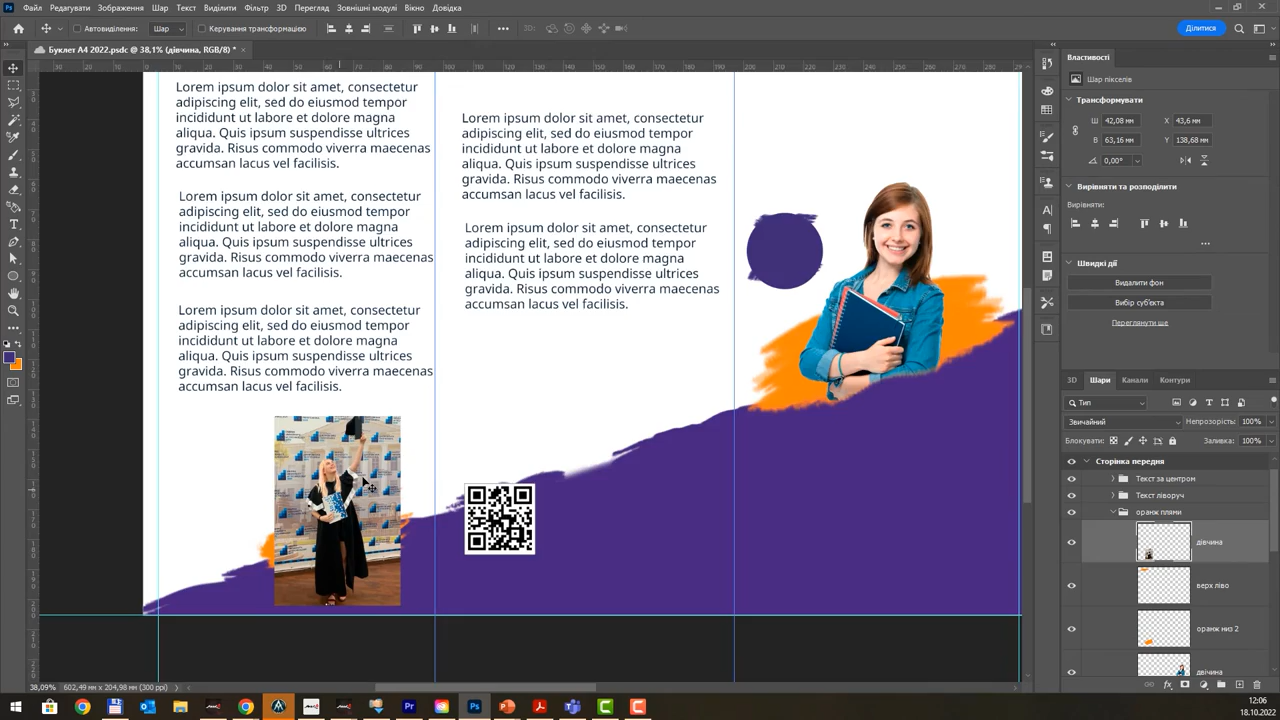 Файл Редагування Зображення Шар Текст Виділити Фільтр 3D Перегляд Зовнішні модулі Вікно Довідка
Автовиділення: Шар Керування трансформацією Ділитися
Буклет A4 2022.psdc @ 38,1% (дівчина, RGB/8) *
Lorem ipsum dolor sit amet, consectetur
adipiscing elit, sed do eiusmod tempor
incididunt ut labore et dolore magna
aliqua. Quis ipsum suspendisse ultrices
gravida. Risus commodo viverra maecenas
accumsan lacus vel facilisis.
Lorem ipsum dolor sit amet, consectetur
adipiscing elit, sed do eiusmod tempor
incididunt ut labore et dolore magna
aliqua. Quis ipsum suspendisse ultrices
gravida. Risus commodo viverra maecenas
accumsan lacus vel facilisis.
Lorem ipsum dolor sit amet, consectetur
adipiscing elit, sed do eiusmod tempor
incididunt ut labore et dolore magna
aliqua. Quis ipsum suspendisse ultrices
gravida. Risus commodo viverra maecenas
accumsan lacus vel facilisis.
Lorem ipsum dolor sit amet, consectetur
adipiscing elit, sed do eiusmod tempor
incididunt ut labore et dolore magna
aliqua. Quis ipsum suspendisse ultrices
gravida. Risus commodo viverra maecenas
accumsan lacus vel facilisis.
Lorem ipsum dolor sit amet, consectetur
adipiscing elit, sed do eiusmod tempor
incididunt ut labore et dolore magna
aliqua. Quis ipsum suspendisse ultrices
gravida. Risus commodo viverra maecenas
accumsan lacus vel facilisis.
Властивості
Шар пікселів
Трансформувати
Ш 42,08 мм X 43,6 мм
В 63,16 мм Y 138,68 мм
0,00°
Вирівняти та розподілити
Вирівняти:
Швидкі дії
Видалити фон
Вибір суб'єкта
Переглянути ще
3D Шари Канали Контури
Тип
Звичайний Непрозорість: 100%
Блокувати: Заливка: 100%
Сторінка передня
Текст за центром
Текст ліворуч
оранж плями
дівчина
верх ліво
оранж низ 2
двічина
38,09% 602,49 мм x 204,98 мм (300 ppi)
12:06
18.10.2022